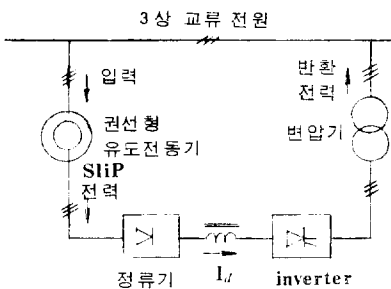 3상 교류 전원
입력
반환
전력
권선형
유도전동기
변압기
SliP
전력
정류기
I_d
inverter